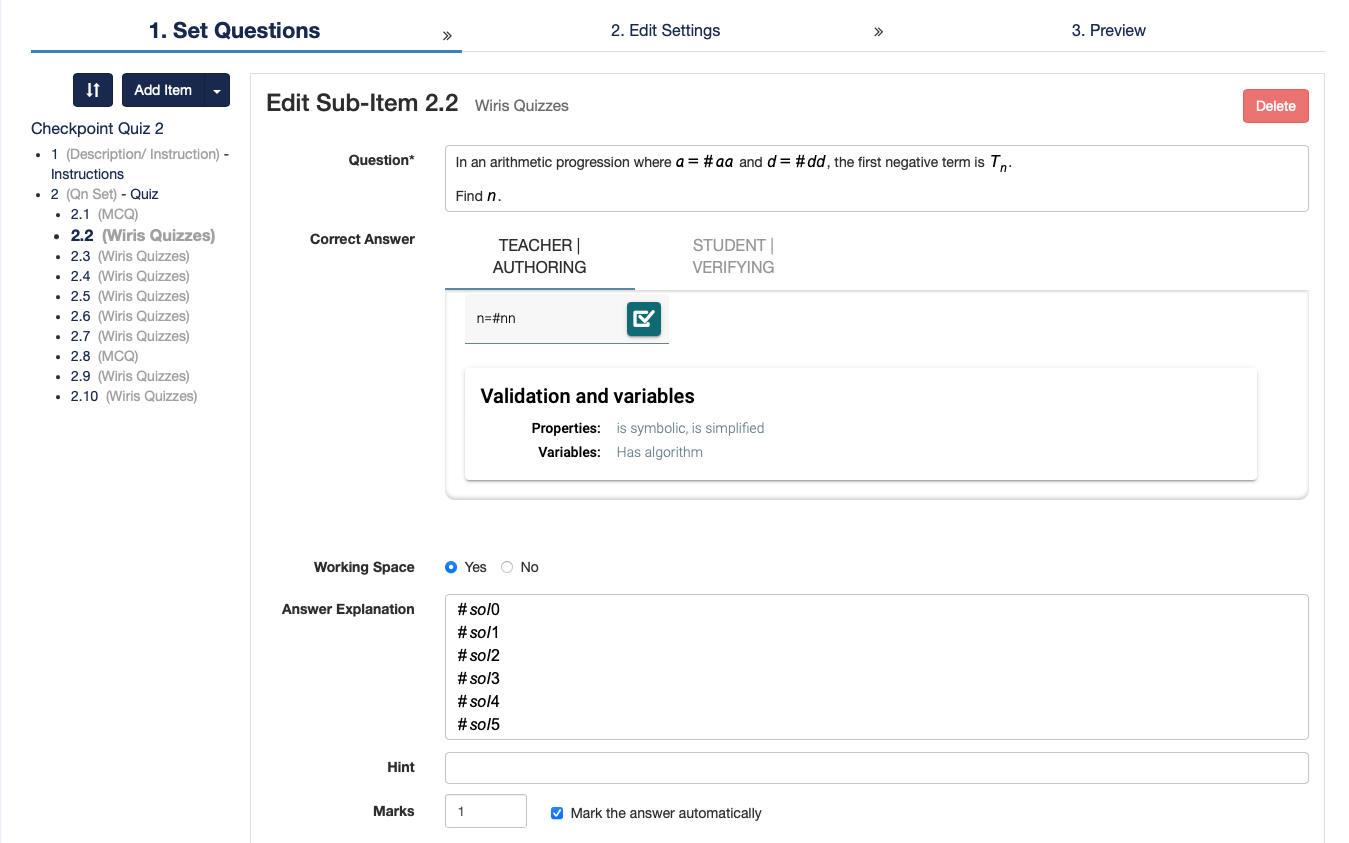 1. Set Questions » 2. Edit Settings » 3. Preview
Add Item
Checkpoint Quiz 2
1 (Description/ Instruction) -
Instructions
2 (Qn Set) - Quiz
2.1 (MCQ)
2.2 (Wiris Quizzes)
2.3 (Wiris Quizzes)
2.4 (Wiris Quizzes)
2.5 (Wiris Quizzes)
2.6 (Wiris Quizzes)
2.7 (Wiris Quizzes)
2.8 (MCQ)
2.9 (Wiris Quizzes)
2.10 (Wiris Quizzes)
Edit Sub-Item 2.2 Wiris Quizzes
Delete
Question*
In an arithmetic progression where a = #aa and d = #dd, the first negative term is Tn.
Find n.
Correct Answer
TEACHER |
AUTHORING
STUDENT |
VERIFYING
n=#nn
Validation and variables
Properties: is symbolic, is simplified
Variables: Has algorithm
Working Space
Yes No
Answer Explanation
#sol0
#sol1
#sol2
#sol3
#sol4
#sol5
Hint
Marks
1
Mark the answer automatically